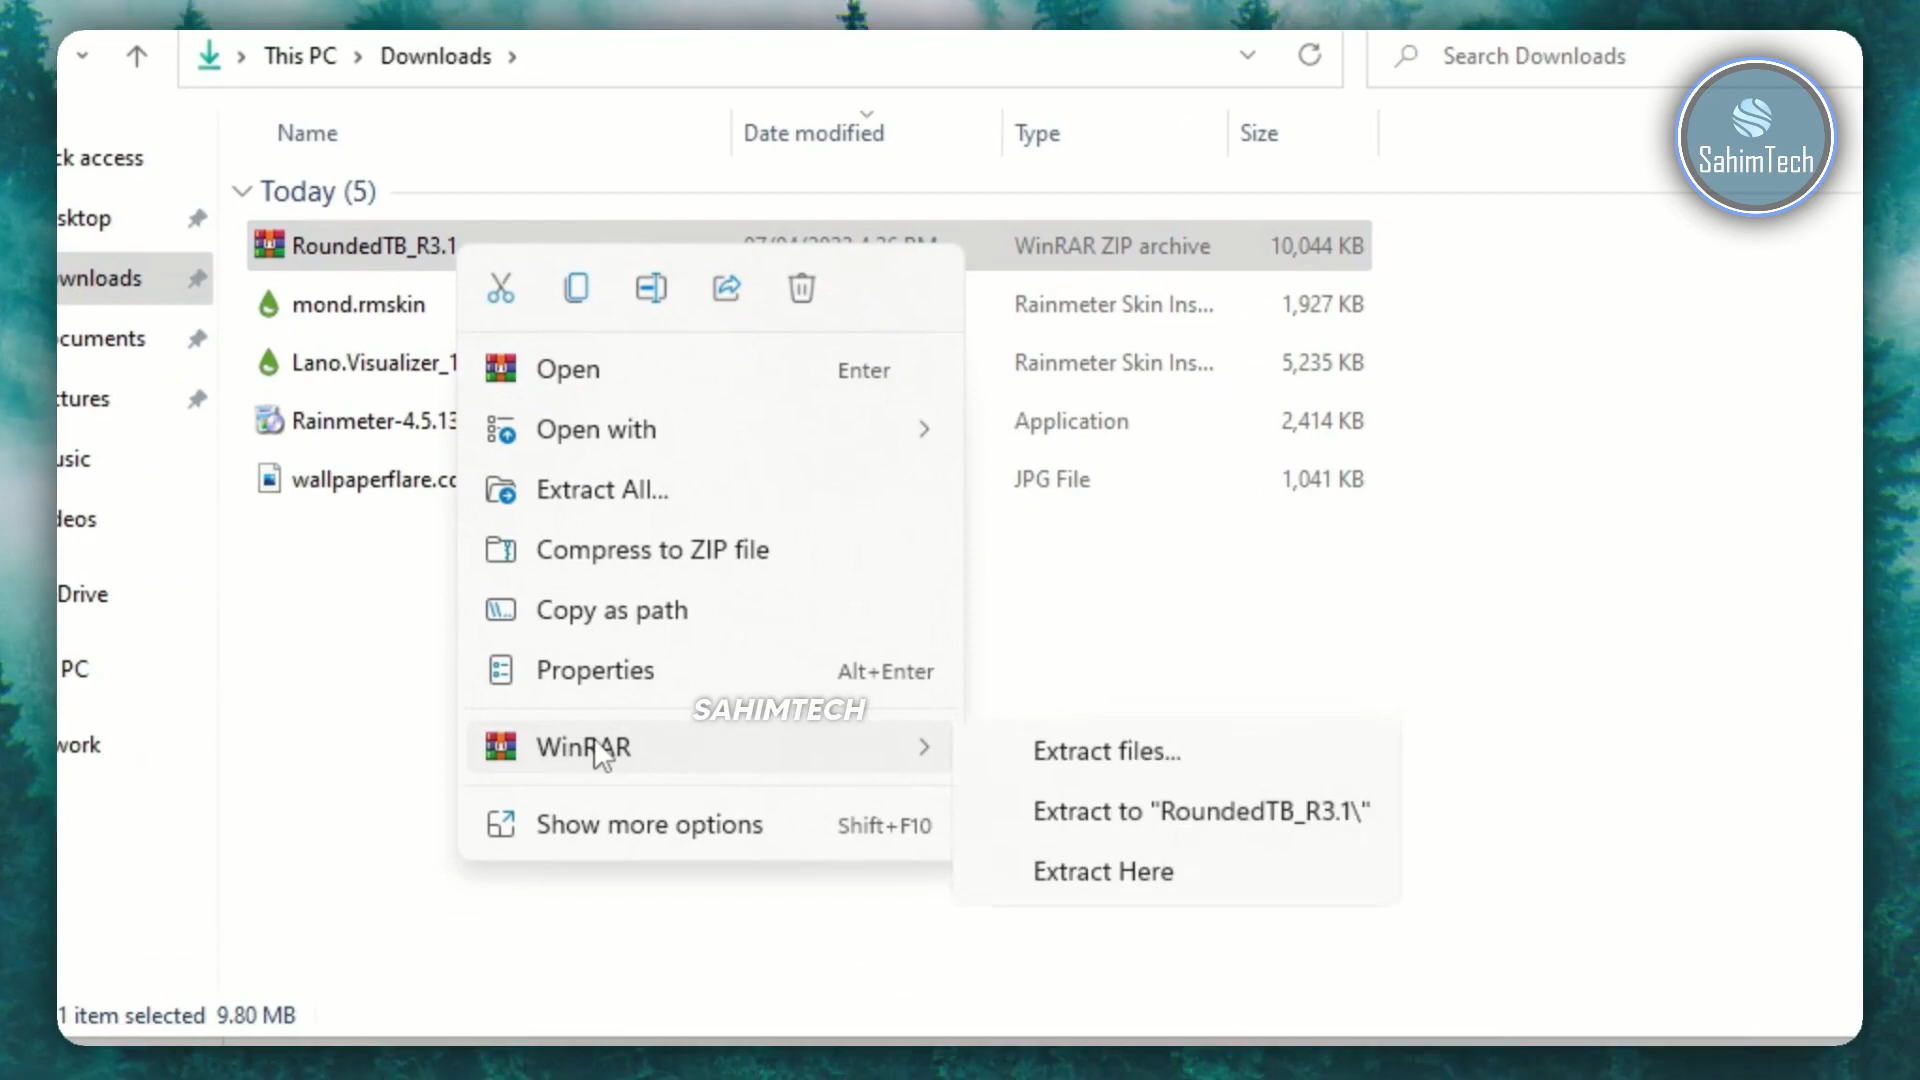 This PC > Downloads >
Search Downloads
SahimTech
Name
Date modified
Type
Size
ck access
sktop
wnloads
cuments
tures
usic
deos
Drive
PC
work
Today (5)
RoundedTB_R3.1 WinRAR ZIP archive 10,044 KB
mond.rmskin Rainmeter Skin Ins... 1,927 KB
Lano.Visualizer_1 Rainmeter Skin Ins... 5,235 KB
Rainmeter-4.5.13 Application 2,414 KB
wallpaperflare.cc JPG File 1,041 KB
Open Enter
Open with
Extract All...
Compress to ZIP file
Copy as path
Properties Alt+Enter
SAHIMTECH
WinRAR
Show more options Shift+F10
Extract files...
Extract to "RoundedTB_R3.1\"
Extract Here
1 item selected 9.80 MB